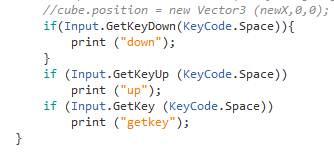 //cube.position = new Vector3 (newX,0,0);
if(Input.GetKeyDown(KeyCode.Space)){
print ("down");
}
if (Input.GetKeyUp (KeyCode.Space))
print ("up");
if (Input.GetKey (KeyCode.Space))
print ("getkey");
}